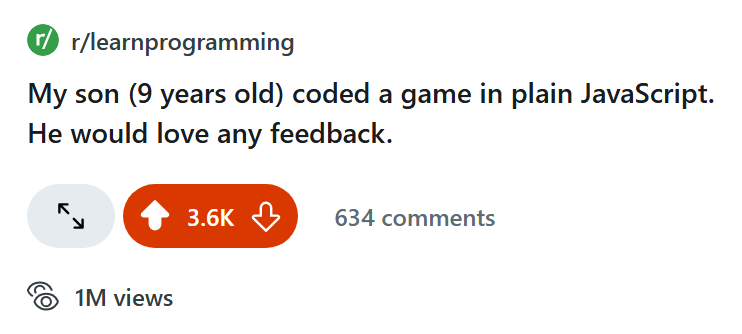 r/ r/learnprogramming
My son (9 years old) coded a game in plain JavaScript.
He would love any feedback.
3.6K 634 comments
1M views